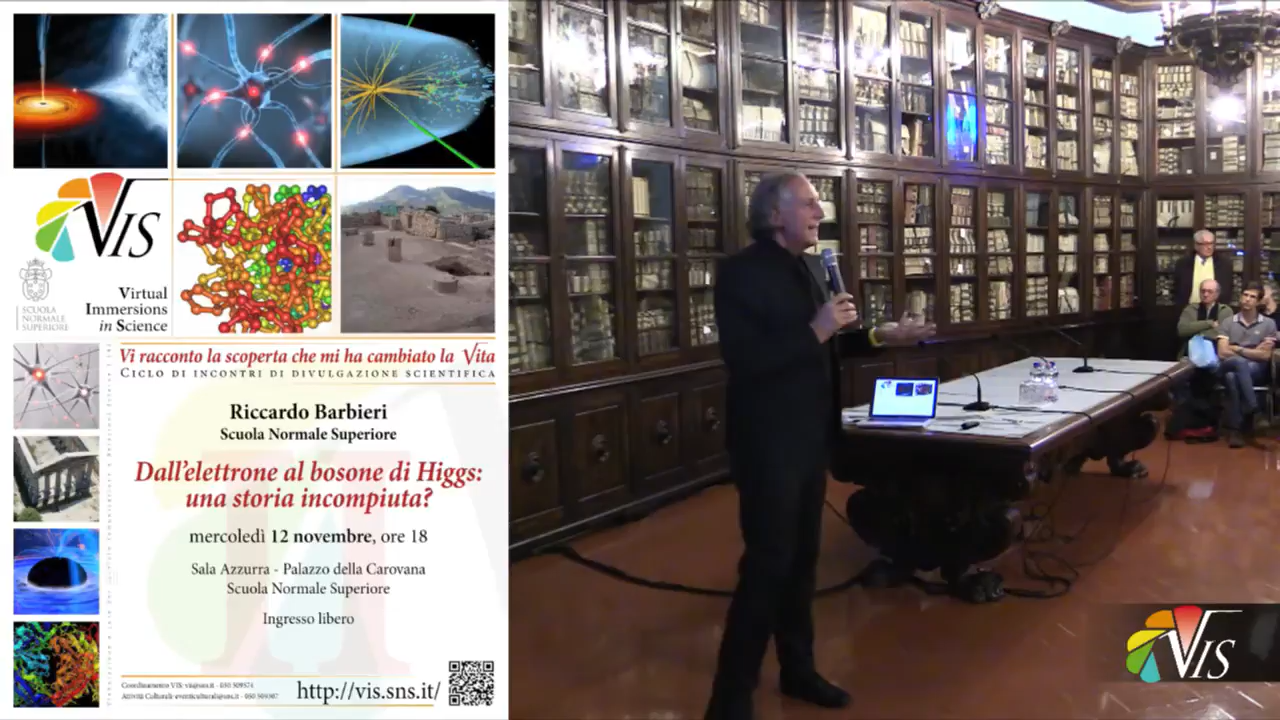 VIS
SCUOLA
NORMALE
SUPERIORE
Virtual
Immersions
in Science
Vi racconto la scoperta che mi ha cambiato la Vita
CICLO DI INCONTRI DI DIVULGAZIONE SCIENTIFICA
Riccardo Barbieri
Scuola Normale Superiore
Dall'elettrone al bosone di Higgs:
una storia incompiuta?
mercoledì 12 novembre, ore 18
Sala Azzurra - Palazzo della Carovana
Scuola Normale Superiore
Ingresso libero
http://vis.sns.it/
VIS